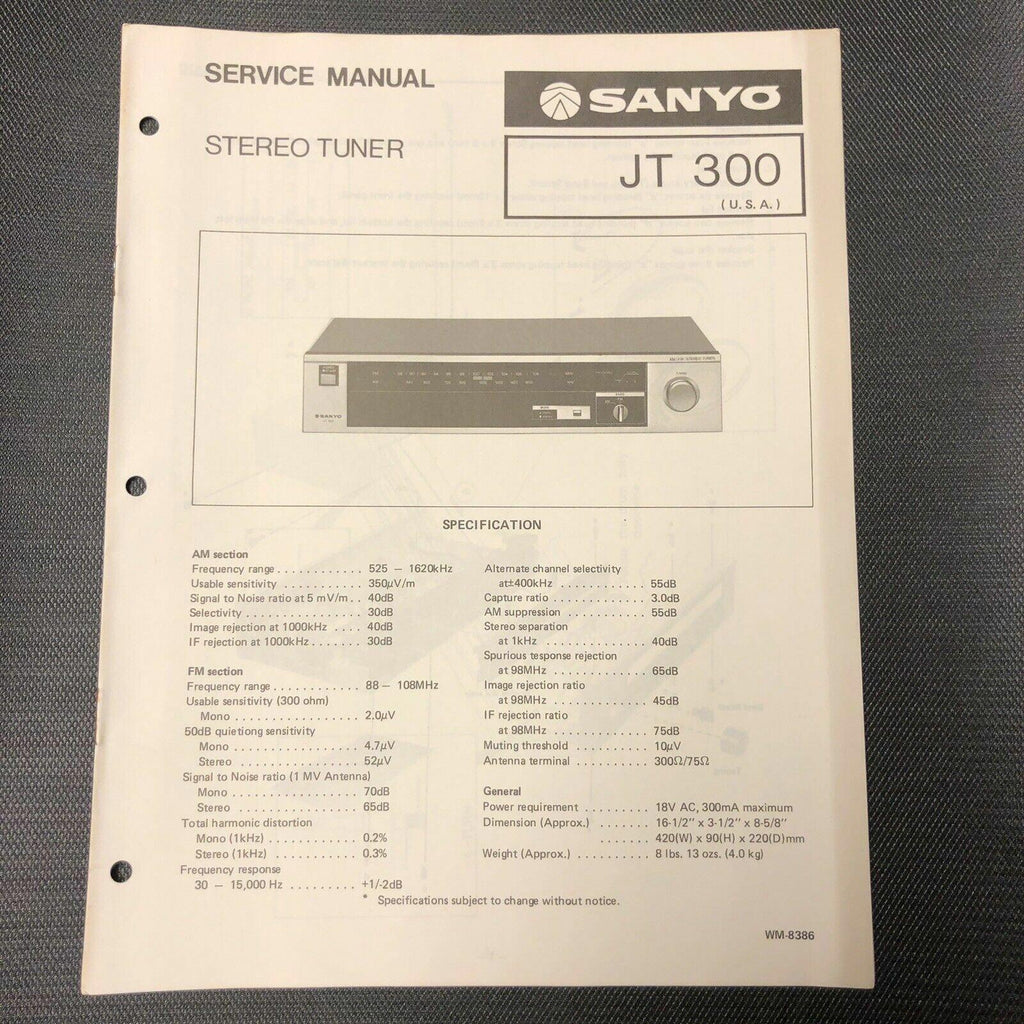 SERVICE MANUAL
SANYO
STEREO TUNER
JT 300
( U. S. A. )
SANYO
SPECIFICATION
AM section
Frequency range . . . . . . . . . . . . 525 — 1620kHz
Usable sensitivity . . . . . . . . . . . 350µV/m
Signal to Noise ratio at 5 mV/m . . 40dB
Selectivity . . . . . . . . . . . . . . . . . 30dB
Image rejection at 1000kHz . . . . 40dB
IF rejection at 1000kHz . . . . . . . 30dB
FM section
Frequency range . . . . . . . . . . . . 88 — 108MHz
Usable sensitivity (300 ohm)
Mono . . . . . . . . . . . . . . . . . 2.0µV
50dB quietiong sensitivity
Mono . . . . . . . . . . . . . . . . . 4.7µV
Stereo . . . . . . . . . . . . . . . . 52µV
Signal to Noise ratio (1 MV Antenna)
Mono . . . . . . . . . . . . . . . . . 70dB
Stereo . . . . . . . . . . . . . . . . 65dB
Total harmonic distortion
Mono (1kHz) . . . . . . . . . . . . 0.2%
Stereo (1kHz) . . . . . . . . . . . 0.3%
Frequency response
30 — 15,000 Hz . . . . . . . . . +1/-2dB
Alternate channel selectivity
at±400kHz . . . . . . . . . . . . 55dB
Capture ratio . . . . . . . . . . . . . 3.0dB
AM suppression . . . . . . . . . . . 55dB
Stereo separation
at 1kHz . . . . . . . . . . . . . . 40dB
Spurious tesponse rejection
at 98MHz . . . . . . . . . . . . . 65dB
Image rejection ratio
at 98MHz . . . . . . . . . . . . . 45dB
IF rejection ratio
at 98MHz . . . . . . . . . . . . . 75dB
Muting threshold . . . . . . . . . . 10µV
Antenna terminal . . . . . . . . . . 300Ω/75Ω
General
Power requirement . . . . . . . . . 18V AC, 300mA maximum
Dimension (Approx.) . . . . . . . 16-1/2" x 3-1/2" x 8-5/8"
. . . . . . . 420(W) x 90(H) x 220(D)mm
Weight (Approx.) . . . . . . . . . . 8 lbs. 13 ozs. (4.0 kg)
* Specifications subject to change without notice.
WM-8386